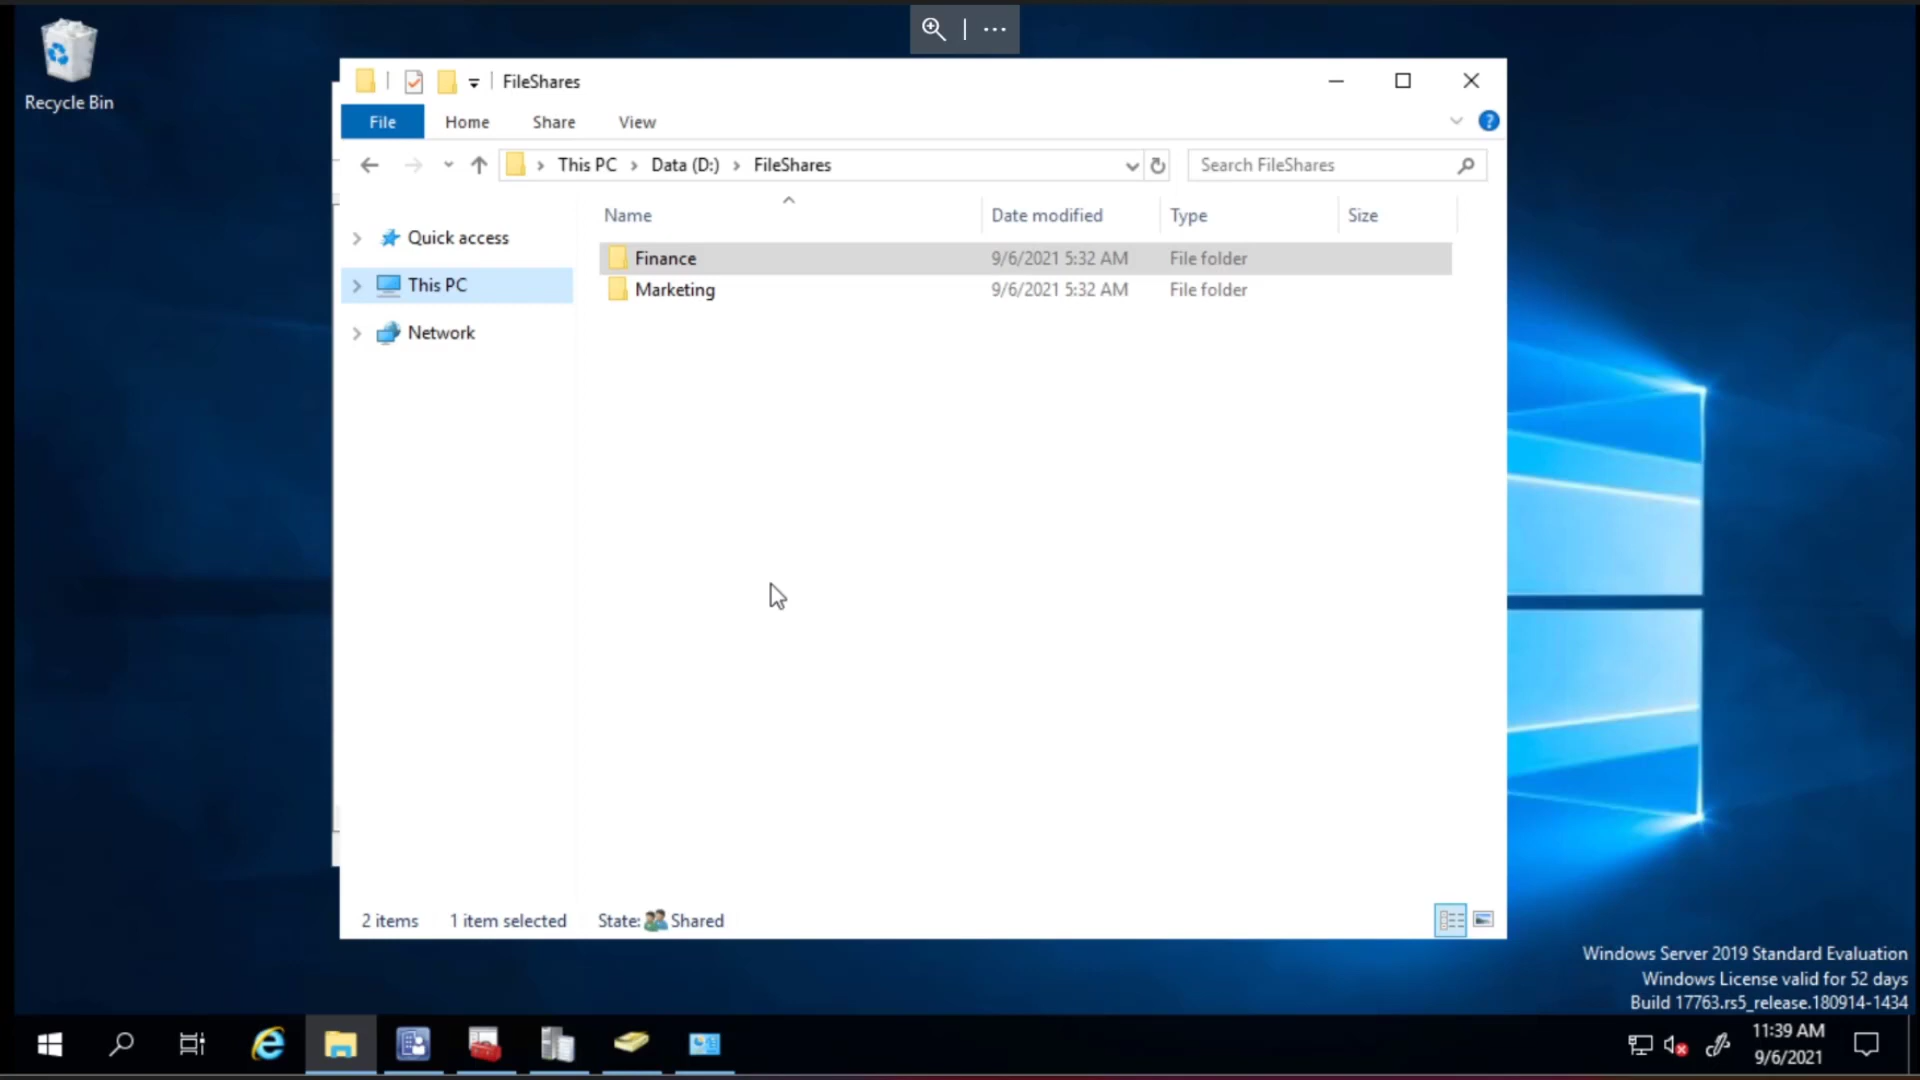 Recycle Bin
FileShares
File Home Share View
This PC Data (D:) FileShares
Search FileShares
Name Date modified Type Size
Quick access
This PC
Network
Finance 9/6/2021 5:32 AM File folder
Marketing 9/6/2021 5:32 AM File folder
2 items 1 item selected State: Shared
Windows Server 2019 Standard Evaluation
Windows License valid for 52 days
Build 17763.rs5_release.180914-1434
11:39 AM
9/6/2021